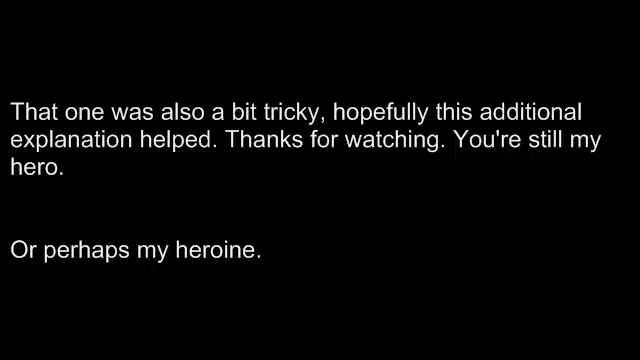 That one was also a bit tricky, hopefully this additional
explanation helped. Thanks for watching. You're still my
hero.
Or perhaps my heroine.